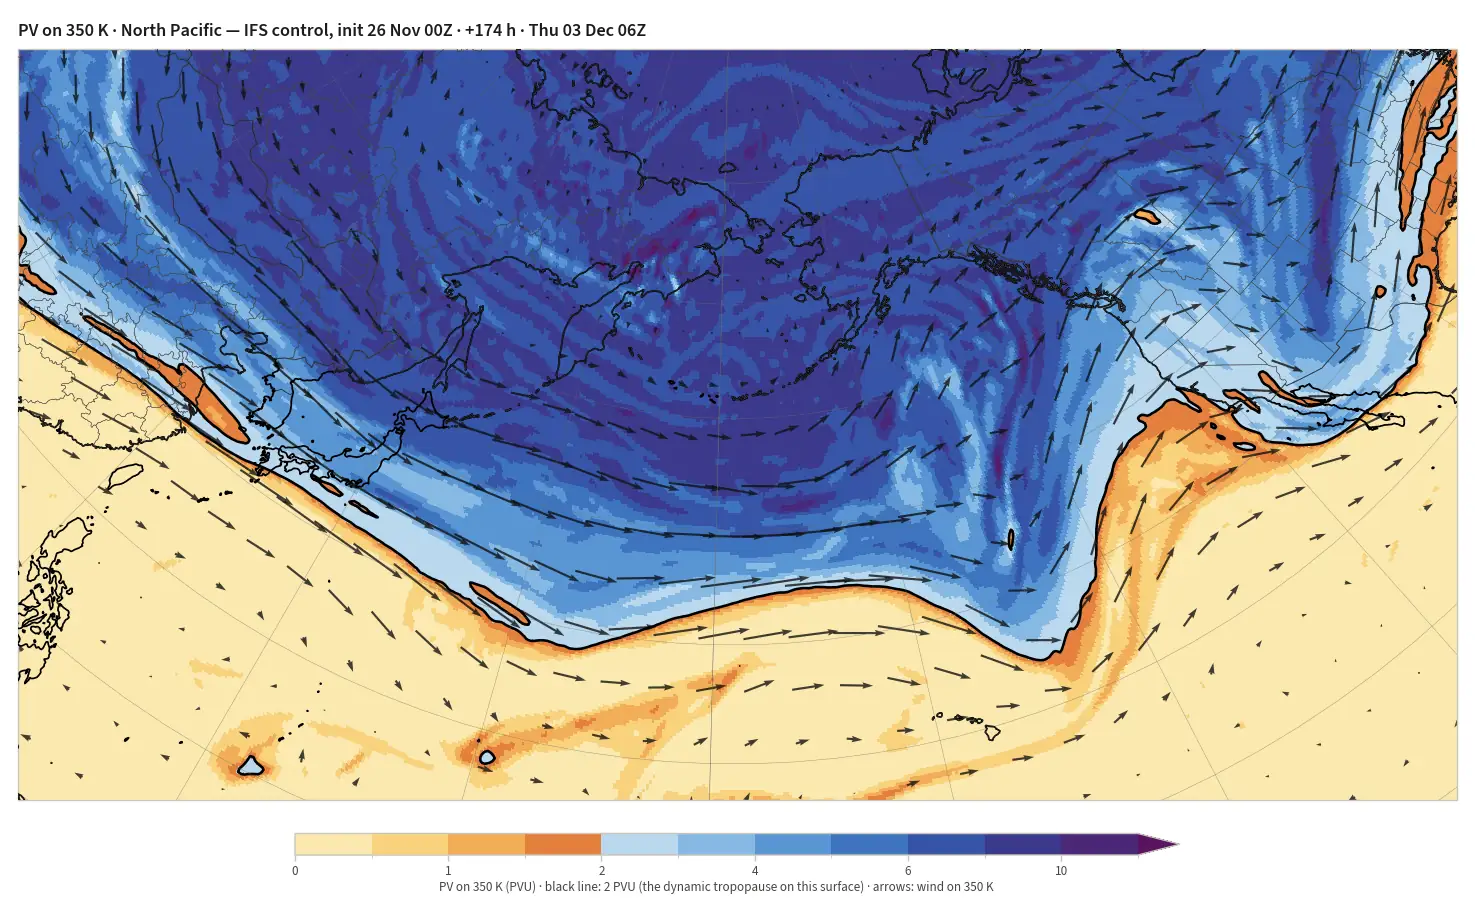 PV on 350 K · North Pacific — IFS control, init 26 Nov 00Z · +174 h · Thu 03 Dec 06Z
0 1 2 4 6 10
PV on 350 K (PVU) · black line: 2 PVU (the dynamic tropopause on this surface) · arrows: wind on 350 K